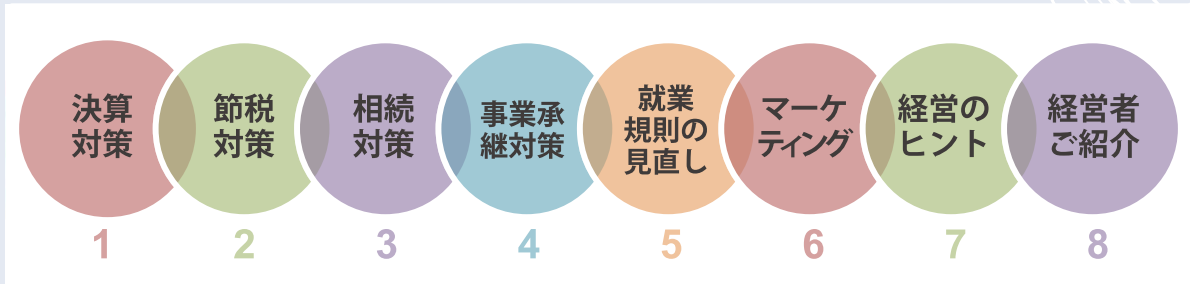 決算
対策
節税
対策
相続
対策
事業承
継対策
就業
規則の
見直し
マーケ
ティング
経営の
ヒント
経営者
ご紹介
1
2
3
4
5
6
7
8